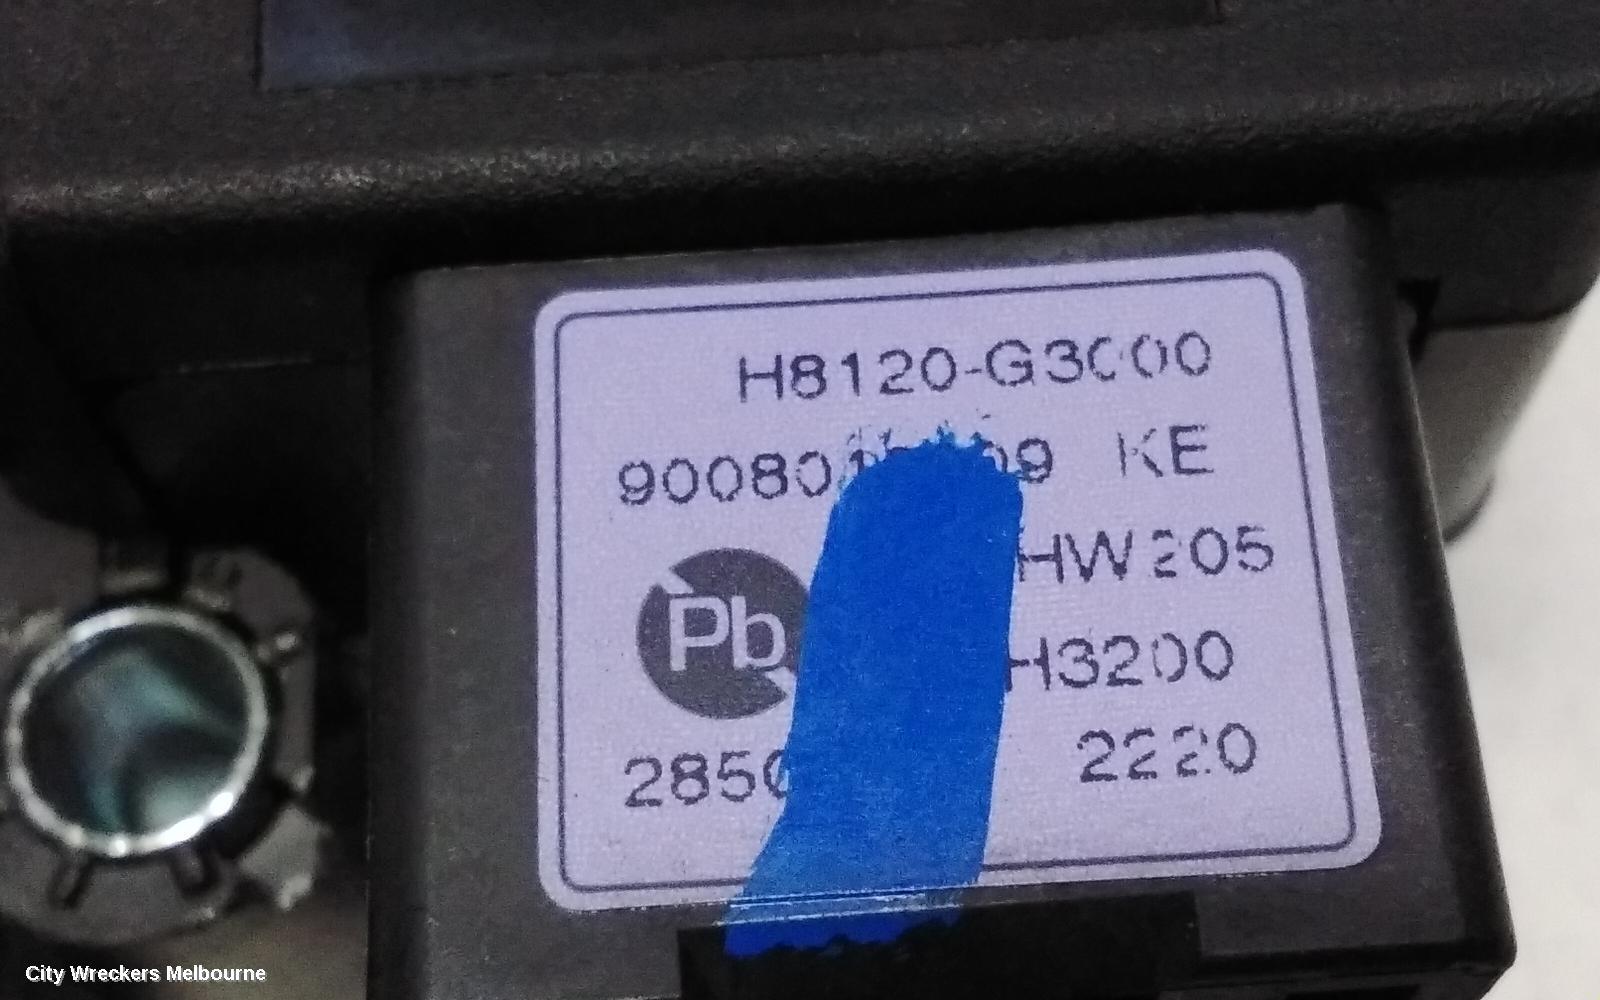 H8120-G3000
KE
Pb
HW205
H3200
2220
City Wreckers Melbourne